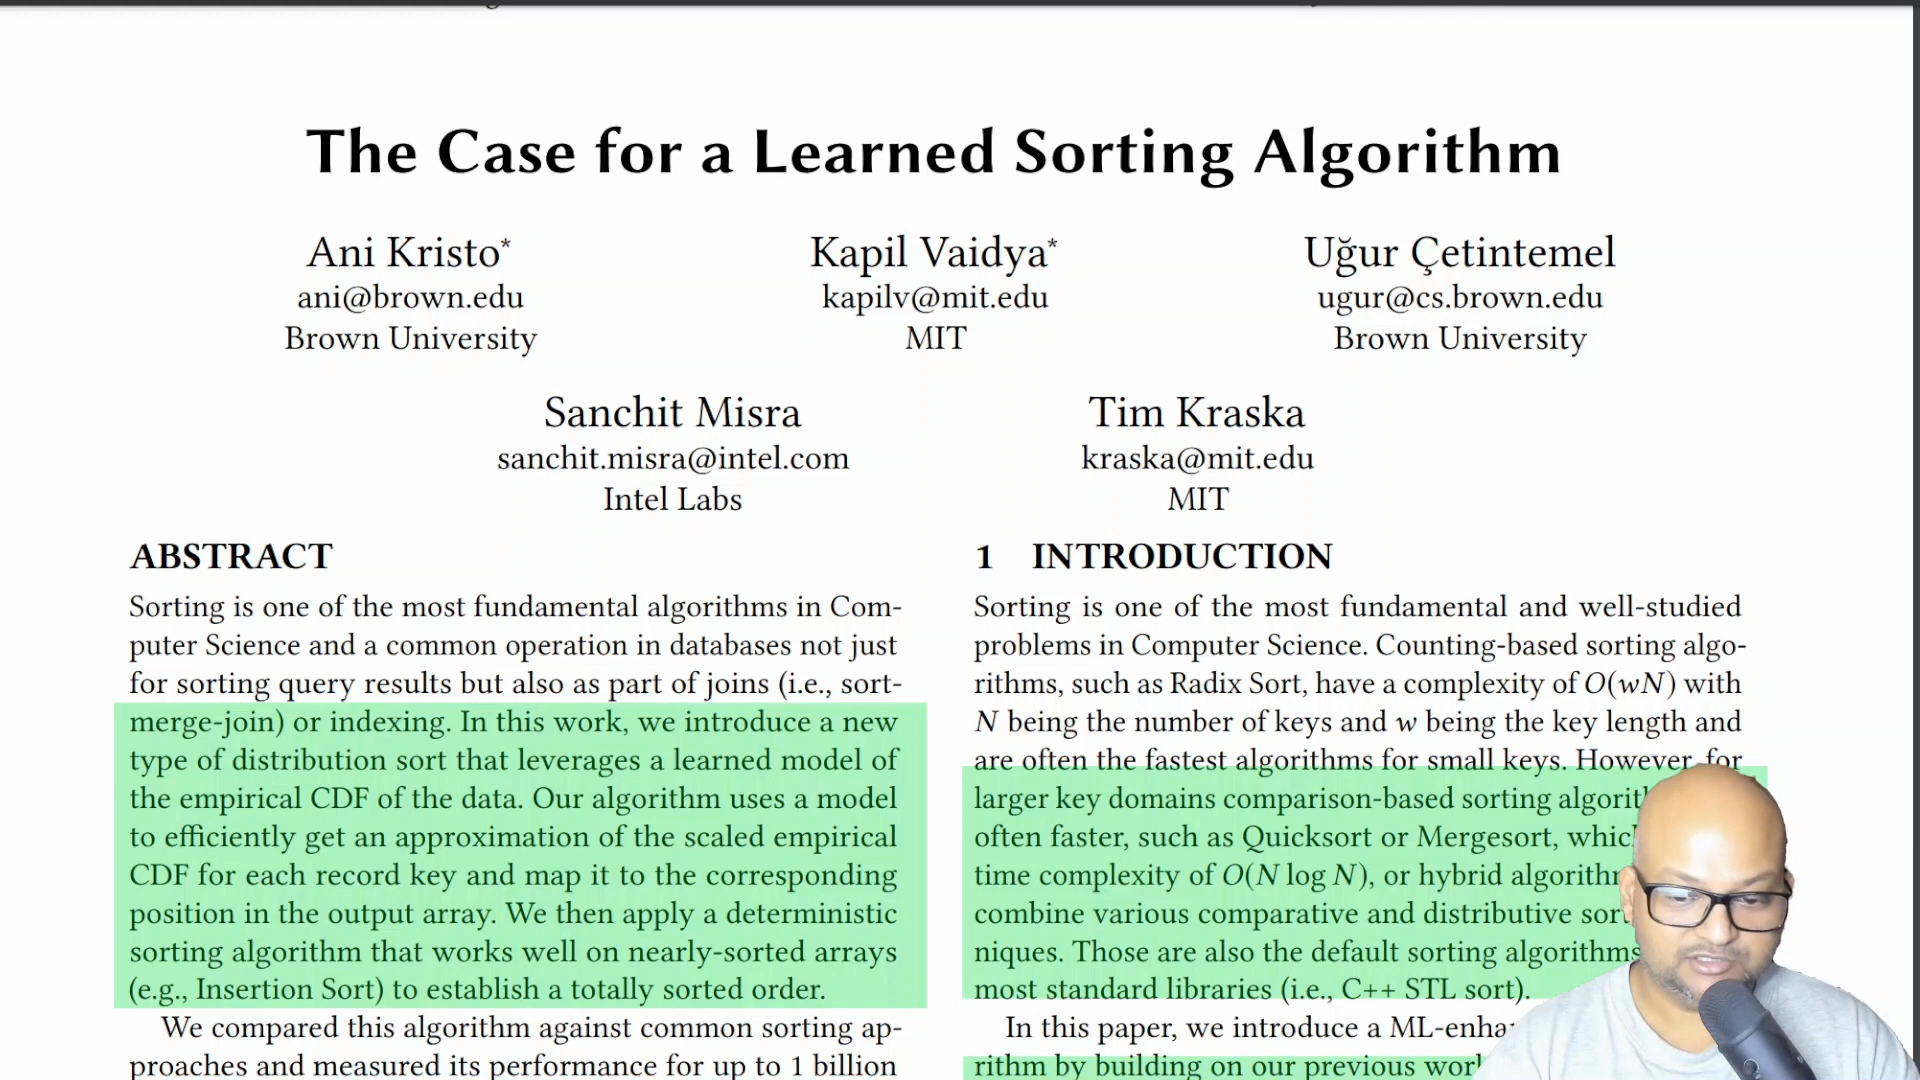 The Case for a Learned Sorting Algorithm
Ani Kristo*
ani@brown.edu
Brown University
Kapil Vaidya*
kapilv@mit.edu
MIT
Uğur Çetintemel
ugur@cs.brown.edu
Brown University
Sanchit Misra
sanchit.misra@intel.com
Intel Labs
Tim Kraska
kraska@mit.edu
MIT
ABSTRACT
Sorting is one of the most fundamental algorithms in Com-
puter Science and a common operation in databases not just
for sorting query results but also as part of joins (i.e., sort-
merge-join) or indexing. In this work, we introduce a new
type of distribution sort that leverages a learned model of
the empirical CDF of the data. Our algorithm uses a model
to efficiently get an approximation of the scaled empirical
CDF for each record key and map it to the corresponding
position in the output array. We then apply a deterministic
sorting algorithm that works well on nearly-sorted arrays
(e.g., Insertion Sort) to establish a totally sorted order.
We compared this algorithm against common sorting ap-
proaches and measured its performance for up to 1 billion
1 INTRODUCTION
Sorting is one of the most fundamental and well-studied
problems in Computer Science. Counting-based sorting algo-
rithms, such as Radix Sort, have a complexity of O(wN) with
N being the number of keys and w being the key length and
are often the fastest algorithms for small keys. However, for
larger key domains comparison-based sorting
often faster, such as Quicksort or Mergesort,
time complexity of O(N log N), or hybrid
combine various comparative and distributive
niques. Those are also the default sorting algorithms
most standard libraries (i.e., C++ STL sort).
In this paper, we introduce a
rithm by building on our previous